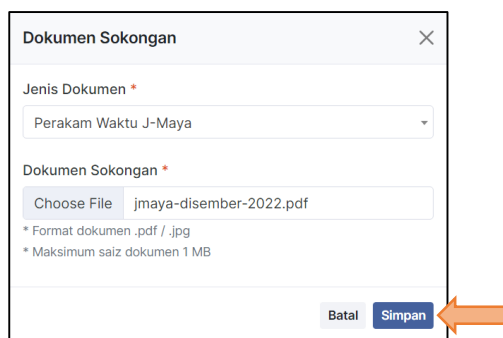 Dokumen Sokongan
Jenis Dokumen *
Perakam Waktu J-Maya
Dokumen Sokongan *
Choose File jmaya-disember-2022.pdf
* Format dokumen .pdf / .jpg
* Maksimum saiz dokumen 1 MB
Batal Simpan